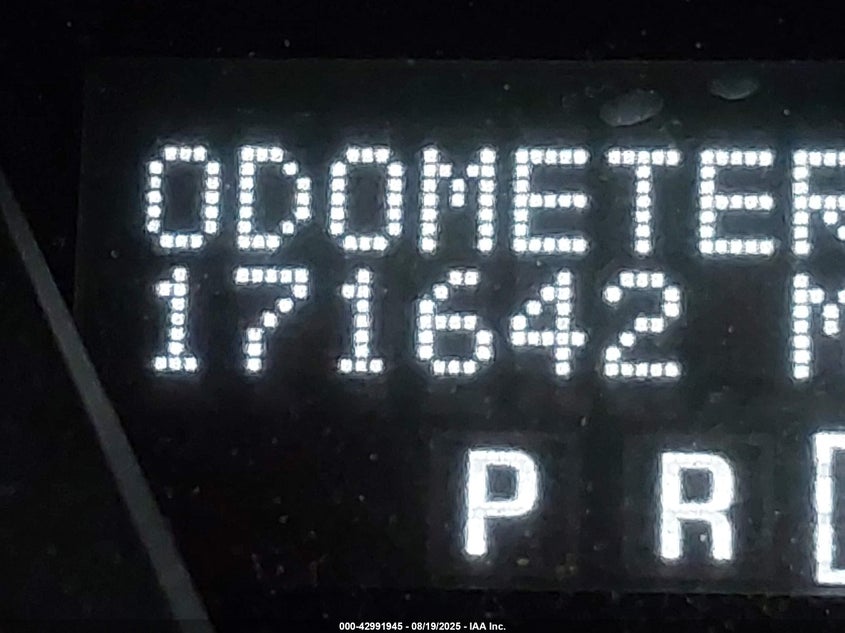 ODOMETER
171642 M
P R
000-42991945 - 08/19/2025 - IAA Inc.